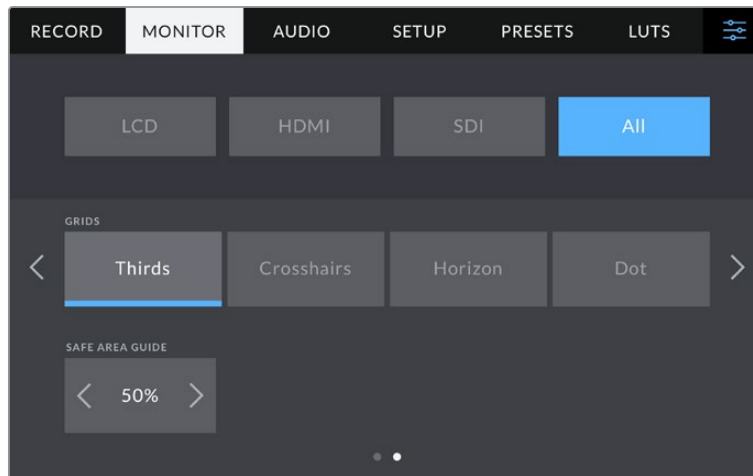 RECORD MONITOR AUDIO SETUP PRESETS LUTS
LCD HDMI SDI All
GRIDS
Thirds Crosshairs Horizon Dot
SAFE AREA GUIDE
50%